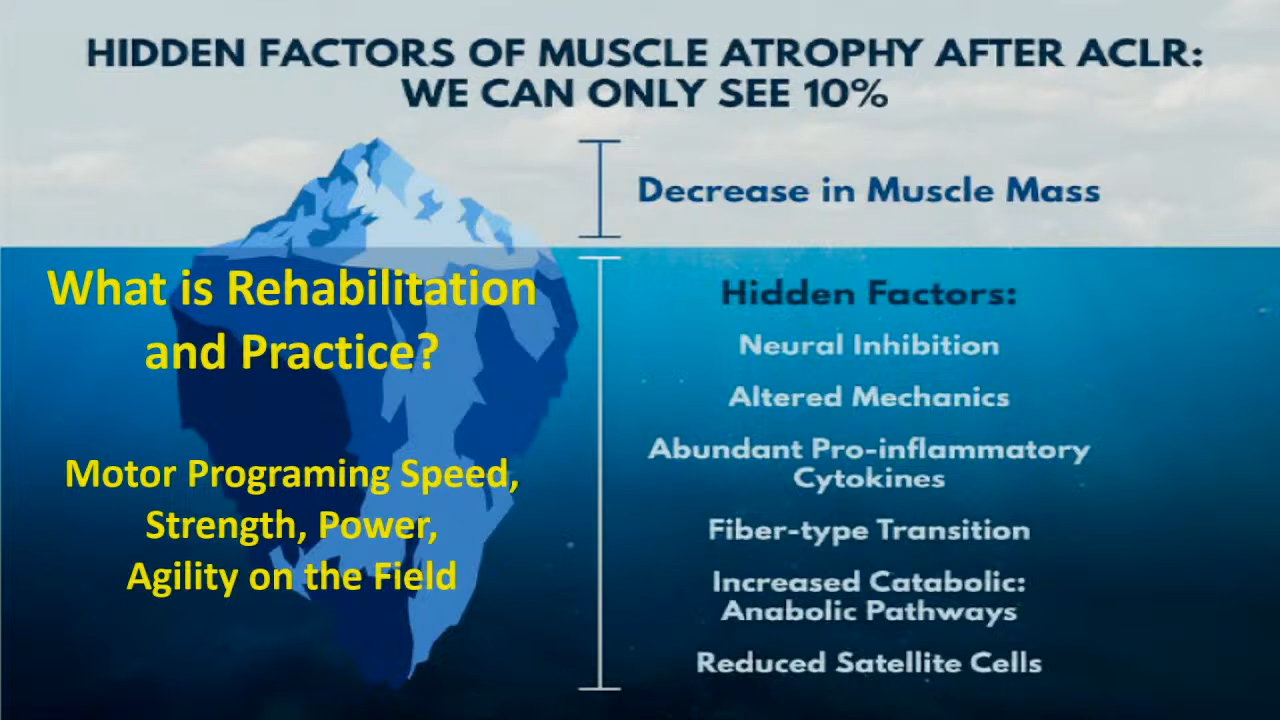 HIDDEN FACTORS OF MUSCLE ATROPHY AFTER ACLR:
WE CAN ONLY SEE 10%
Decrease in Muscle Mass
What is Rehabilitation
and Practice?
Motor Programing Speed,
Strength, Power,
Agility on the Field
Hidden Factors:
Neural Inhibition
Altered Mechanics
Abundant Pro-inflammatory
Cytokines
Fiber-type Transition
Increased Catabolic:
Anabolic Pathways
Reduced Satellite Cells